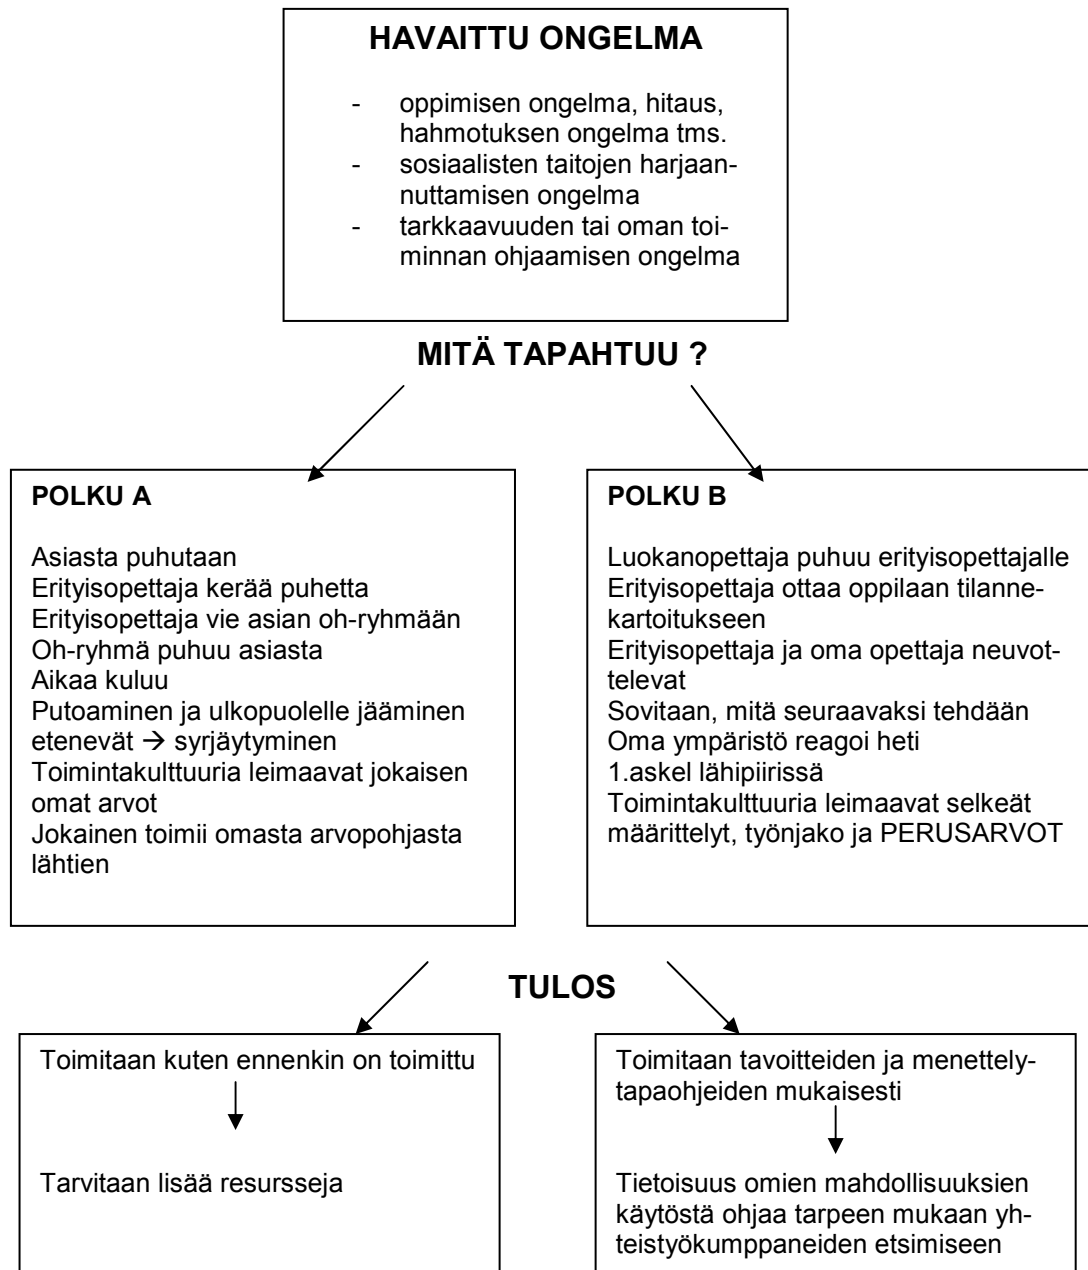 HAVAITTU ONGELMA
- oppimisen ongelma, hitaus,
hahmotuksen ongelma tms.
- sosiaalisten taitojen harjaan-
nuttamisen ongelma
- tarkkaavuuden tai oman toi-
minnan ohjaamisen ongelma
MITÄ TAPAHTUU ?
POLKU A
Asiasta puhutaan
Erityisopettaja kerää puhetta
Erityisopettaja vie asian oh-ryhmään
Oh-ryhmä puhuu asiasta
Aikaa kuluu
Putoaminen ja ulkopuolelle jääminen
etenevät → syrjäytyminen
Toimintakulttuuria leimaavat jokaisen
omat arvot
Jokainen toimii omasta arvopohjasta
lähtien
POLKU B
Luokanopettaja puhuu erityisopettajalle
Erityisopettaja ottaa oppilaan tilanne-
kartoitukseen
Erityisopettaja ja oma opettaja neuvot-
televat
Sovitaan, mitä seuraavaksi tehdään
Oma ympäristö reagoi heti
1.askel lähipiirissä
Toimintakulttuuria leimaavat selkeät
määrittelyt, työnjako ja PERUSARVOT
TULOS
Toimitaan kuten ennenkin on toimittu
Tarvitaan lisää resursseja
Toimitaan tavoitteiden ja menettely-
tapaohjeiden mukaisesti
Tietoisuus omien mahdollisuuksien
käytöstä ohjaa tarpeen mukaan yh-
teistyökumppaneiden etsimiseen